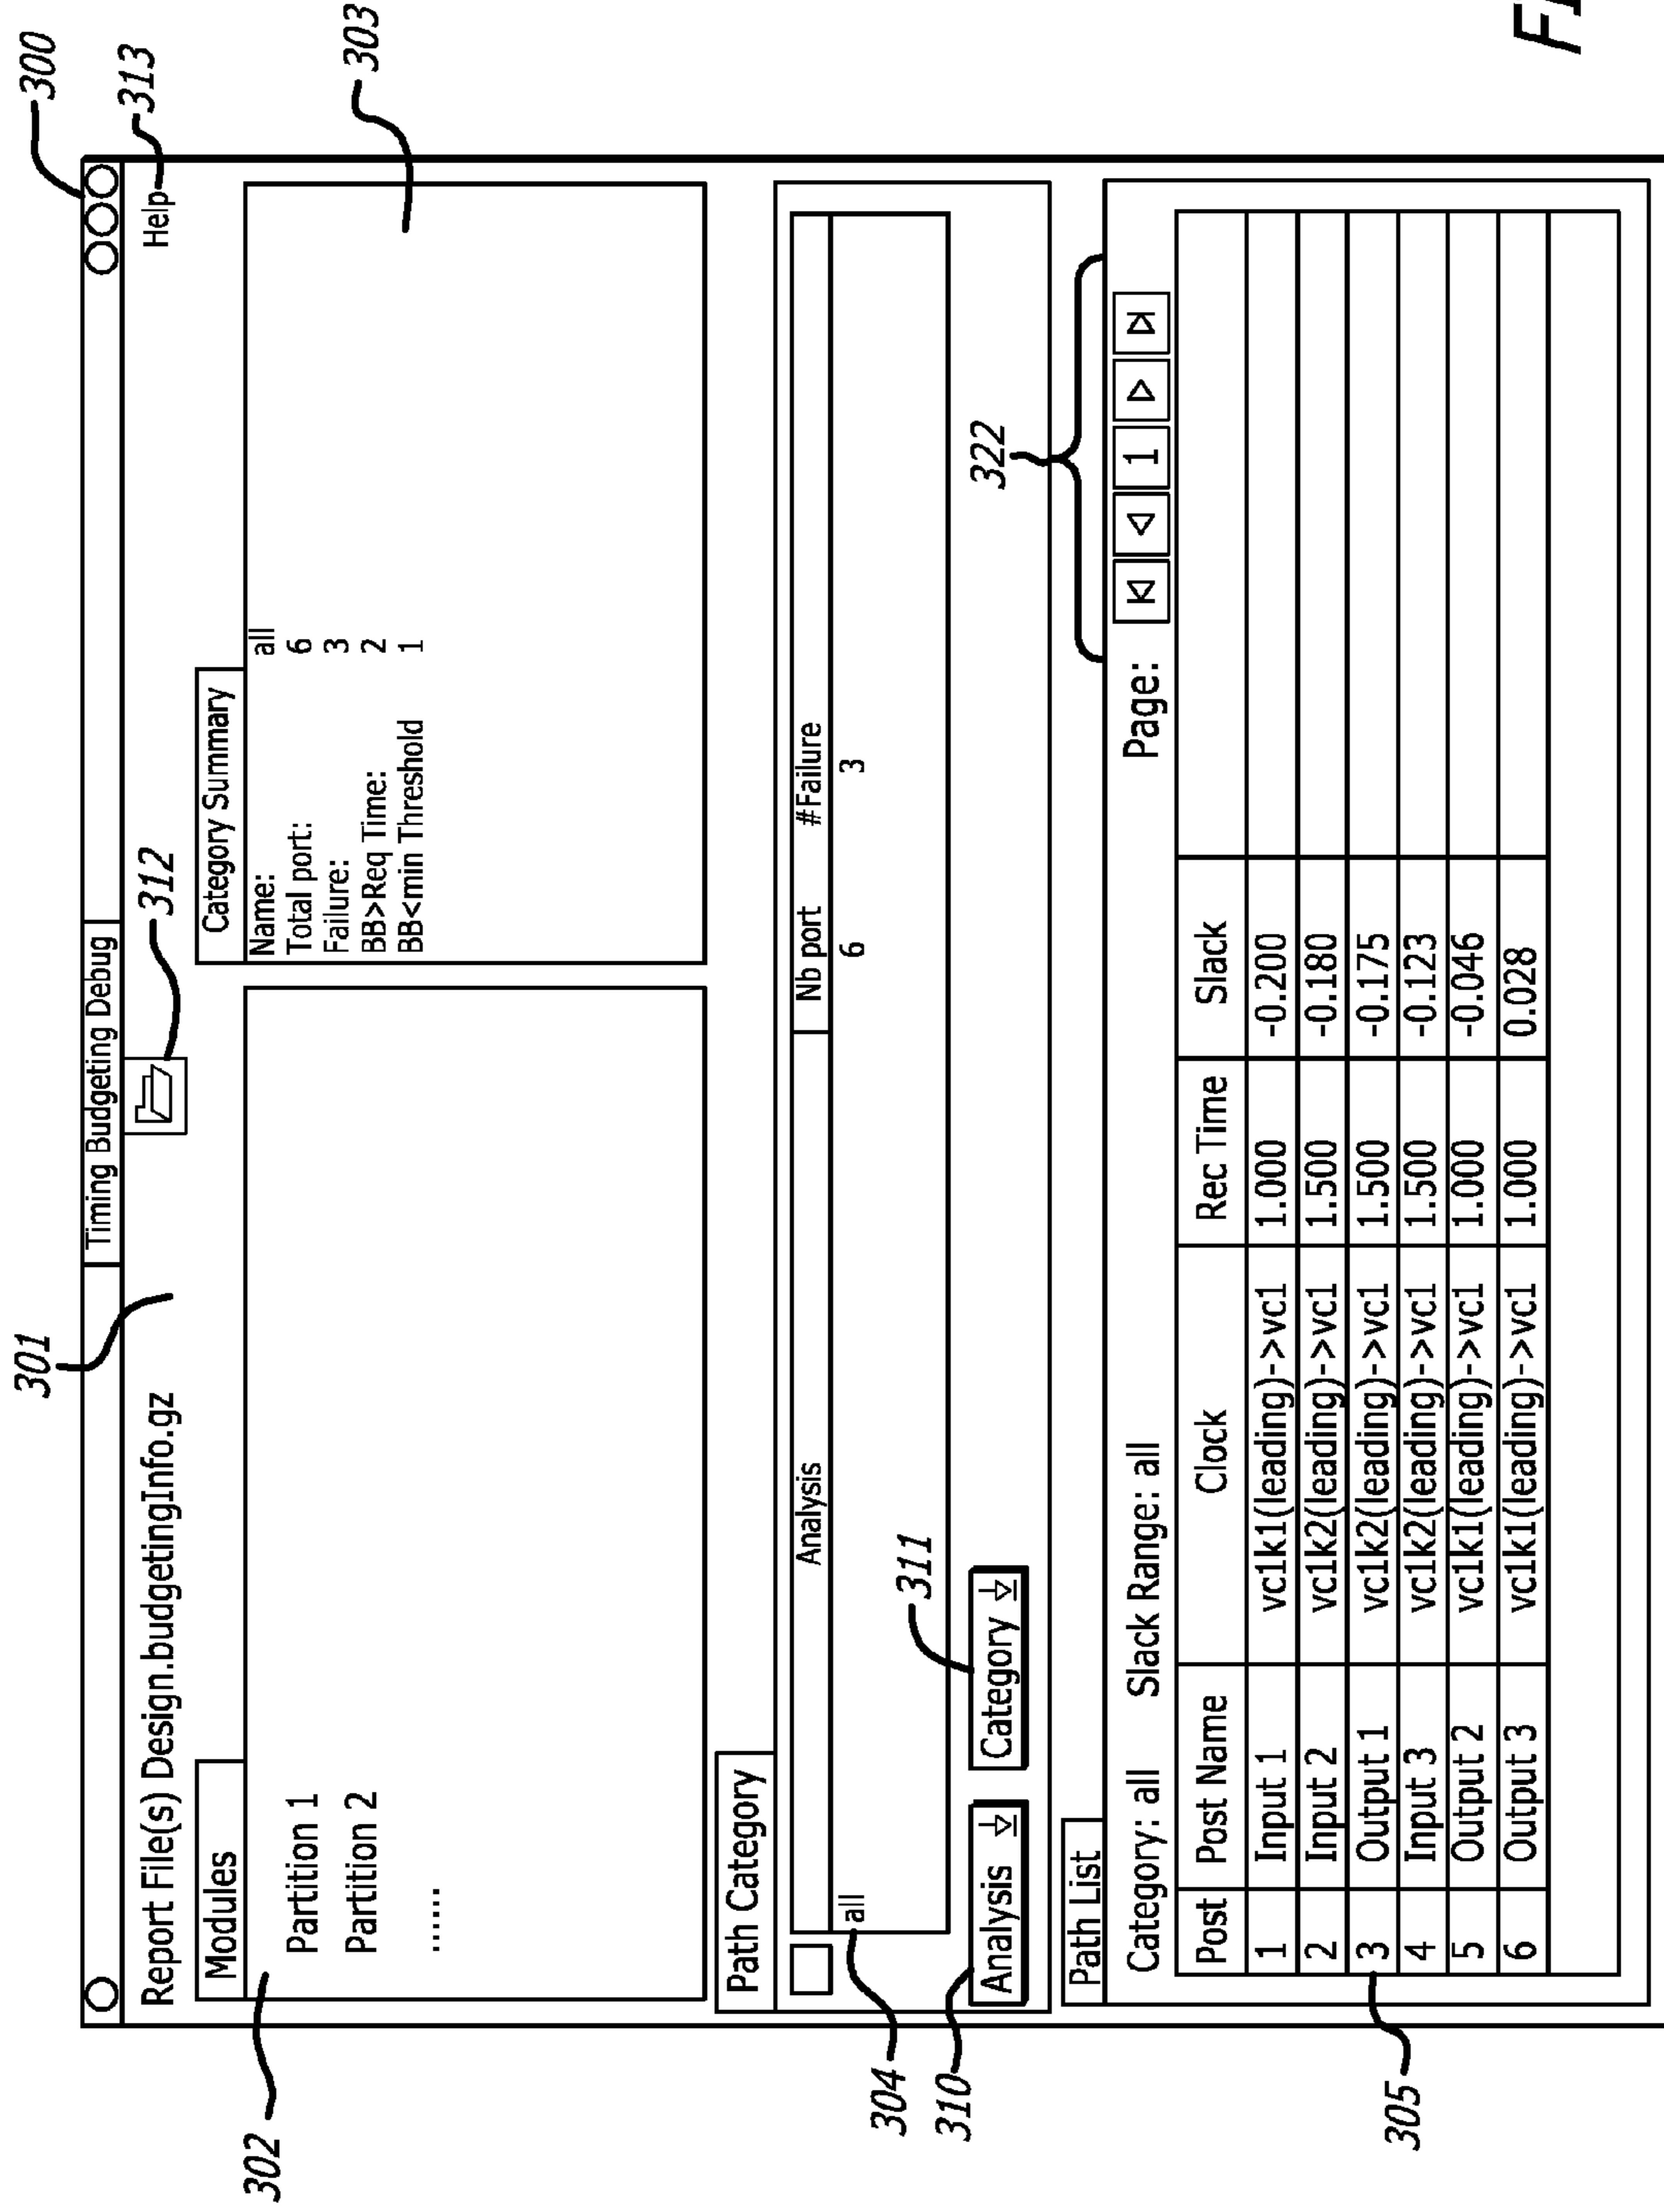 300
301
Timing Budgeting Debug
Report File(s) Design.budgetingInfo.gz
312
Help
313
Modules
Category Summary
302
Partition 1
Partition 2
......
Name: all
Total port: 6
Failure: 3
BB>Req Time: 2
BB<min Threshold 1
303
Path Category
Analysis Nb port #Failure
all 6 3
304
310
Analysis
Category
311
322
Path List
Category: all Slack Range: all Page: 1
Post Post Name Clock Rec Time Slack
1 Input 1 vc1k1(leading)->vc1 1.000 -0.200
2 Input 2 vc1k2(leading)->vc1 1.500 -0.180
3 Output 1 vc1k2(leading)->vc1 1.500 -0.175
4 Input 3 vc1k2(leading)->vc1 1.500 -0.123
5 Output 2 vc1k1(leading)->vc1 1.000 -0.046
6 Output 3 vc1k1(leading)->vc1 1.000 0.028
305